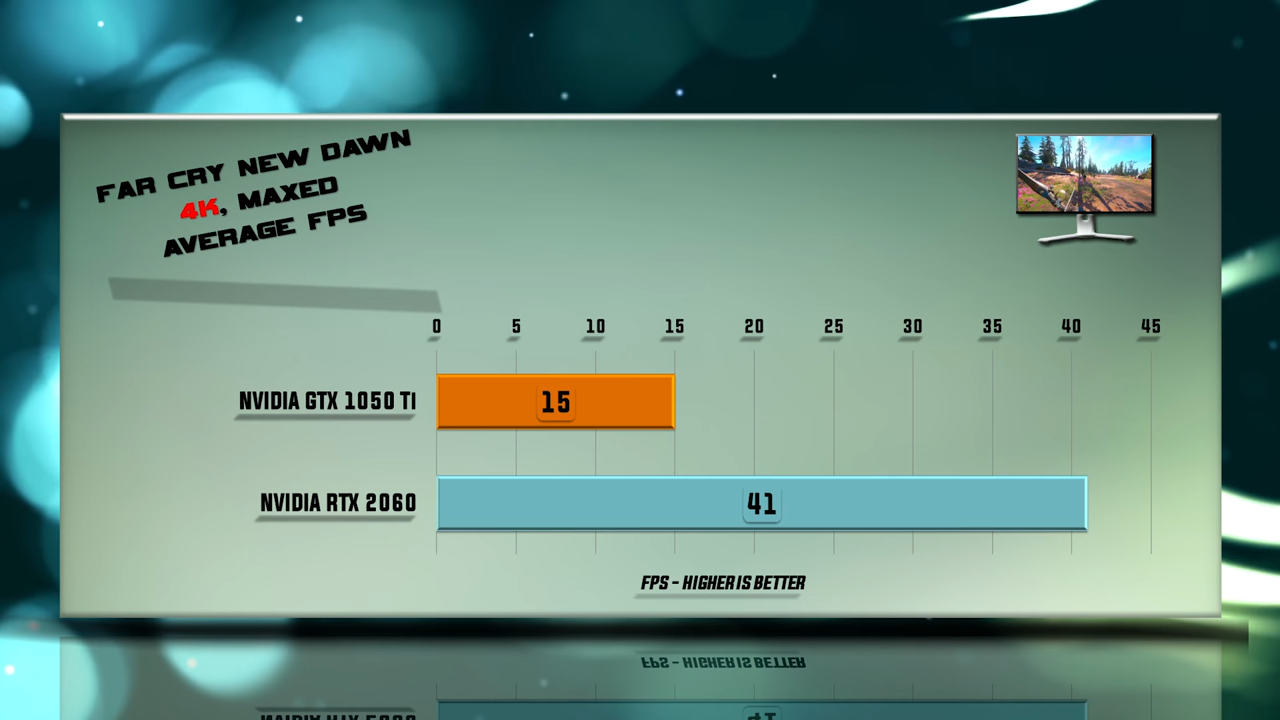 FAR CRY NEW DAWN
4K, MAXED
AVERAGE FPS
0 5 10 15 20 25 30 35 40 45
NVIDIA GTX 1050 TI 15
NVIDIA RTX 2060 41
FPS - HIGHER IS BETTER